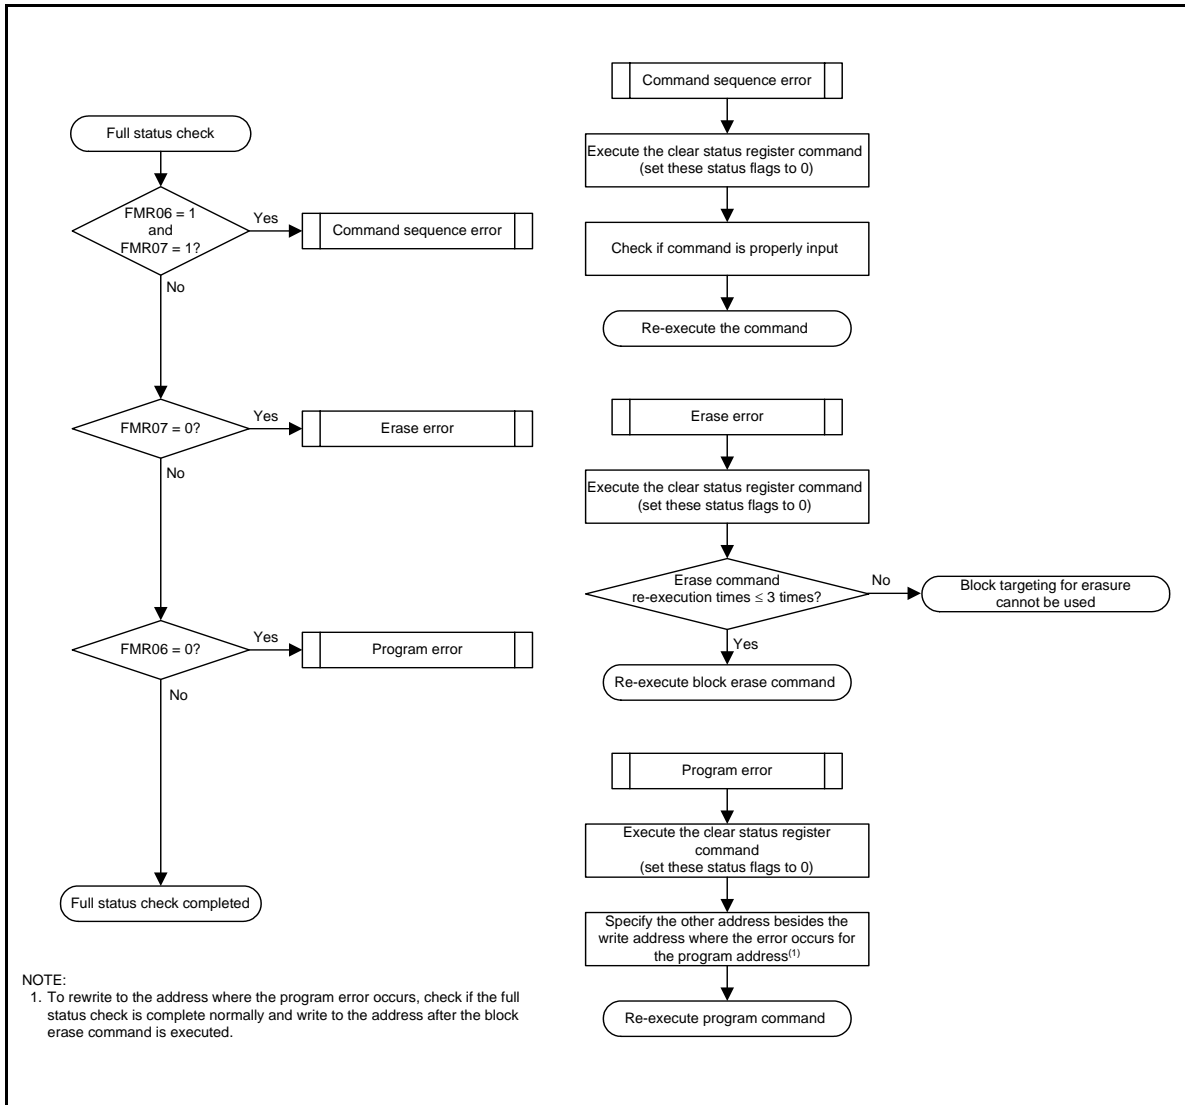 Full status check
FMR06 = 1
and
FMR07 = 1?
Yes
Command sequence error
No
FMR07 = 0?
Yes
Erase error
No
FMR06 = 0?
Yes
Program error
No
Full status check completed
NOTE:
1. To rewrite to the address where the program error occurs, check if the full
status check is complete normally and write to the address after the block
erase command is executed.
Command sequence error
Execute the clear status register command
(set these status flags to 0)
Check if command is properly input
Re-execute the command
Erase error
Execute the clear status register command
(set these status flags to 0)
Erase command
re-execution times ≤ 3 times?
No
Block targeting for erasure
cannot be used
Yes
Re-execute block erase command
Program error
Execute the clear status register
command
(set these status flags to 0)
Specify the other address besides the
write address where the error occurs for
the program address(1)
Re-execute program command